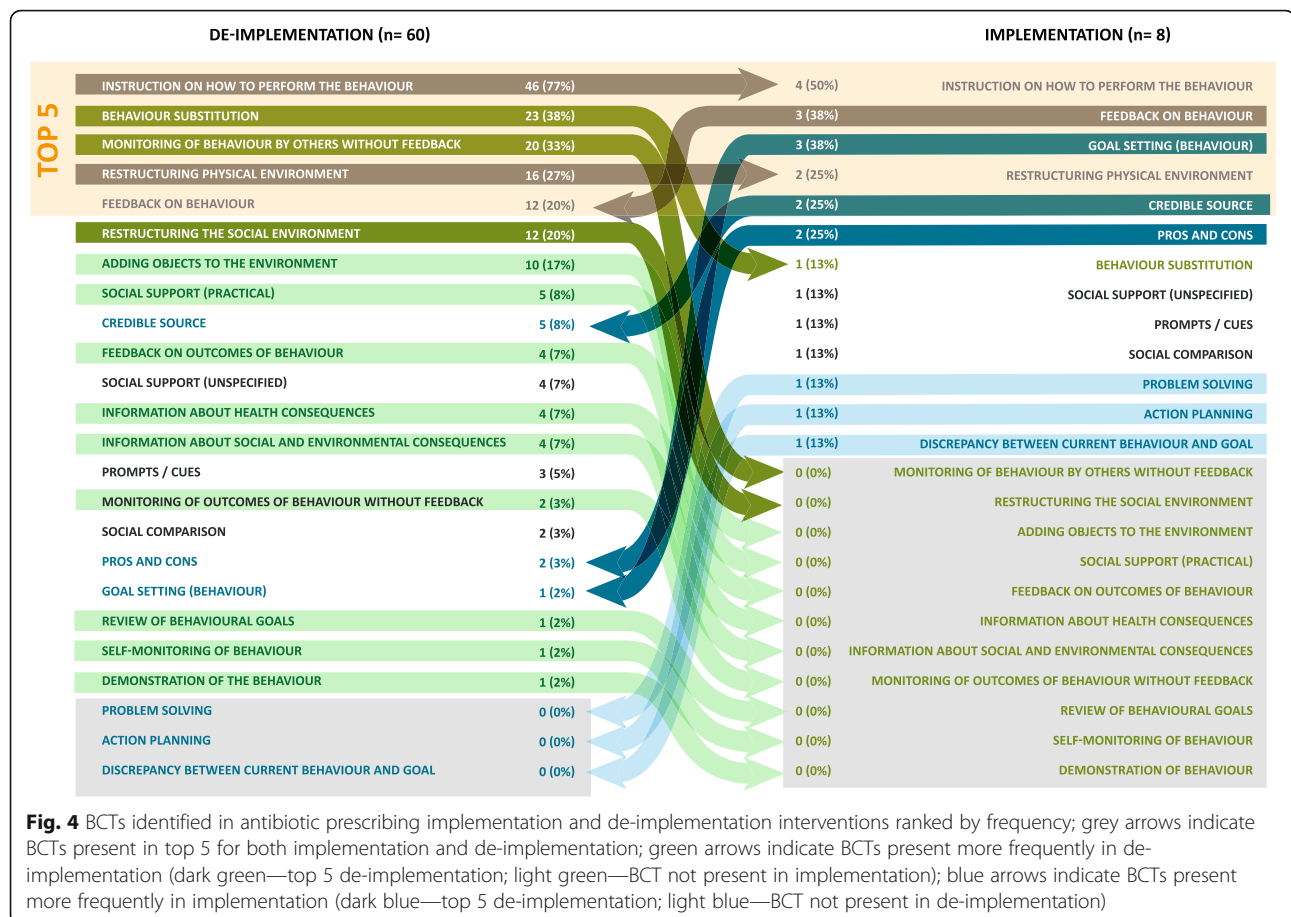 DE-IMPLEMENTATION (n= 60)
IMPLEMENTATION (n= 8)
TOP 5
INSTRUCTION ON HOW TO PERFORM THE BEHAVIOUR 46 (77%)
BEHAVIOUR SUBSTITUTION 23 (38%)
MONITORING OF BEHAVIOUR BY OTHERS WITHOUT FEEDBACK 20 (33%)
RESTRUCTURING PHYSICAL ENVIRONMENT 16 (27%)
FEEDBACK ON BEHAVIOUR 12 (20%)
RESTRUCTURING THE SOCIAL ENVIRONMENT 12 (20%)
ADDING OBJECTS TO THE ENVIRONMENT 10 (17%)
SOCIAL SUPPORT (PRACTICAL) 5 (8%)
CREDIBLE SOURCE 5 (8%)
FEEDBACK ON OUTCOMES OF BEHAVIOUR 4 (7%)
SOCIAL SUPPORT (UNSPECIFIED) 4 (7%)
INFORMATION ABOUT HEALTH CONSEQUENCES 4 (7%)
INFORMATION ABOUT SOCIAL AND ENVIRONMENTAL CONSEQUENCES 4 (7%)
PROMPTS / CUES 3 (5%)
MONITORING OF OUTCOMES OF BEHAVIOUR WITHOUT FEEDBACK 2 (3%)
SOCIAL COMPARISON 2 (3%)
PROS AND CONS 2 (3%)
GOAL SETTING (BEHAVIOUR) 1 (2%)
REVIEW OF BEHAVIOURAL GOALS 1 (2%)
SELF-MONITORING OF BEHAVIOUR 1 (2%)
DEMONSTRATION OF THE BEHAVIOUR 1 (2%)
PROBLEM SOLVING 0 (0%)
ACTION PLANNING 0 (0%)
DISCREPANCY BETWEEN CURRENT BEHAVIOUR AND GOAL 0 (0%)
4 (50%) INSTRUCTION ON HOW TO PERFORM THE BEHAVIOUR
3 (38%) FEEDBACK ON BEHAVIOUR
3 (38%) GOAL SETTING (BEHAVIOUR)
2 (25%) RESTRUCTURING PHYSICAL ENVIRONMENT
2 (25%) CREDIBLE SOURCE
2 (25%) PROS AND CONS
1 (13%) BEHAVIOUR SUBSTITUTION
1 (13%) SOCIAL SUPPORT (UNSPECIFIED)
1 (13%) PROMPTS / CUES
1 (13%) SOCIAL COMPARISON
1 (13%) PROBLEM SOLVING
1 (13%) ACTION PLANNING
1 (13%) DISCREPANCY BETWEEN CURRENT BEHAVIOUR AND GOAL
0 (0%) MONITORING OF BEHAVIOUR BY OTHERS WITHOUT FEEDBACK
0 (0%) RESTRUCTURING THE SOCIAL ENVIRONMENT
0 (0%) ADDING OBJECTS TO THE ENVIRONMENT
0 (0%) SOCIAL SUPPORT (PRACTICAL)
0 (0%) FEEDBACK ON OUTCOMES OF BEHAVIOUR
0 (0%) INFORMATION ABOUT HEALTH CONSEQUENCES
0 (0%) INFORMATION ABOUT SOCIAL AND ENVIRONMENTAL CONSEQUENCES
0 (0%) MONITORING OF OUTCOMES OF BEHAVIOUR WITHOUT FEEDBACK
0 (0%) REVIEW OF BEHAVIOURAL GOALS
0 (0%) SELF-MONITORING OF BEHAVIOUR
0 (0%) DEMONSTRATION OF BEHAVIOUR
Fig. 4 BCTs identified in antibiotic prescribing implementation and de-implementation interventions ranked by frequency; grey arrows indicate
BCTs present in top 5 for both implementation and de-implementation; green arrows indicate BCTs present more frequently in de-
implementation (dark green—top 5 de-implementation; light green—BCT not present in implementation); blue arrows indicate BCTs present
more frequently in implementation (dark blue—top 5 de-implementation; light blue—BCT not present in de-implementation)